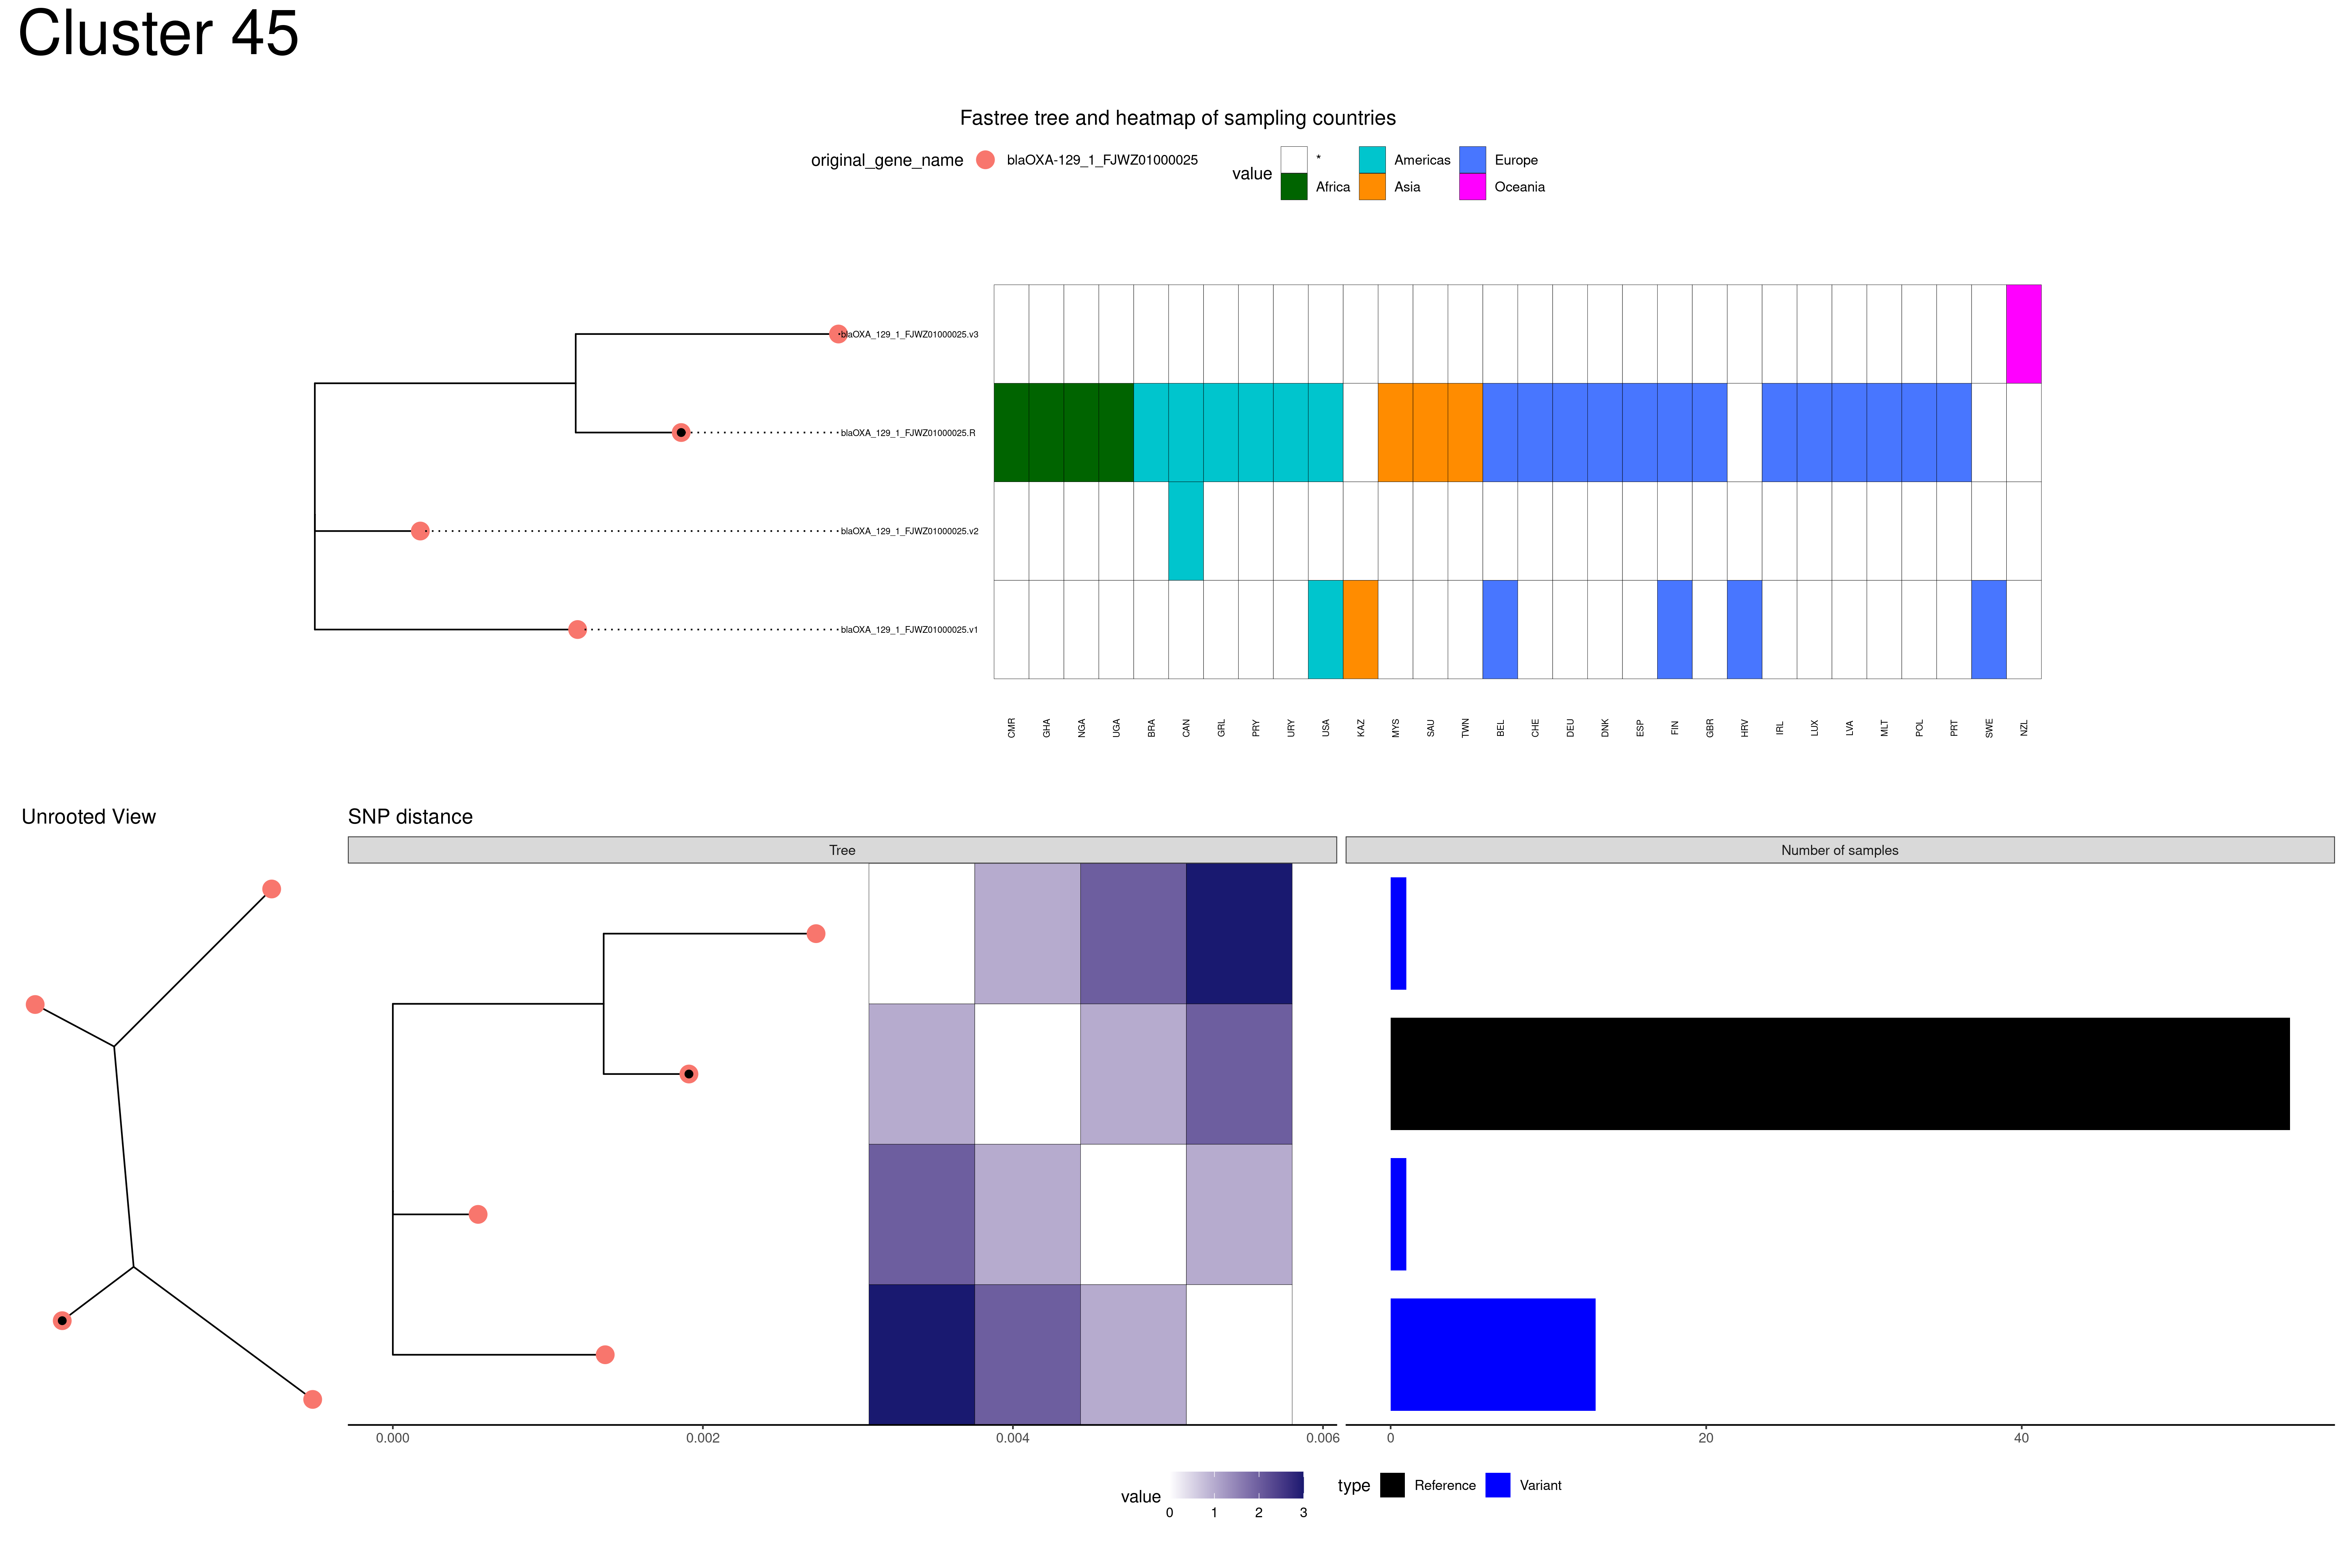 Cluster 45
Fastree tree and heatmap of sampling countries
original_gene_name blaOXA-129_1_FJWZ01000025
value * Americas Europe
Africa Asia Oceania
blaOXA_129_1_FJWZ01000025.v3
blaOXA_129_1_FJWZ01000025.R
blaOXA_129_1_FJWZ01000025.v2
blaOXA_129_1_FJWZ01000025.v1
CMR GHA NGA UGA BRA CAN GRL PRY URY USA KAZ MYS SAU TWN BEL CHE DEU DNK ESP FIN GBR HRV IRL LUX LVA MLT POL PRT SWE NZL
Unrooted View
SNP distance
Tree
Number of samples
0.000 0.002 0.004 0.006
0 20 40
value
0 1 2 3
type Reference Variant